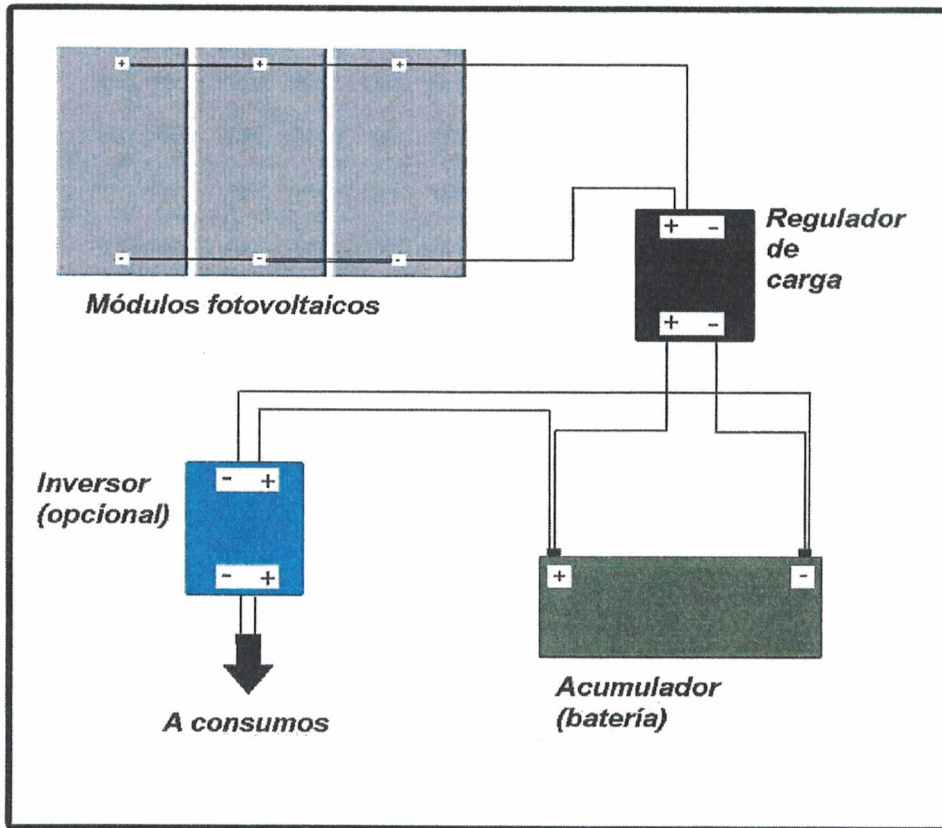 + + +
- - -
Módulos fotovoltaicos
+ -
Regulador
de
carga
+ -
Inversor
(opcional)
- +
- +
A consumos
+ -
Acumulador
(batería)